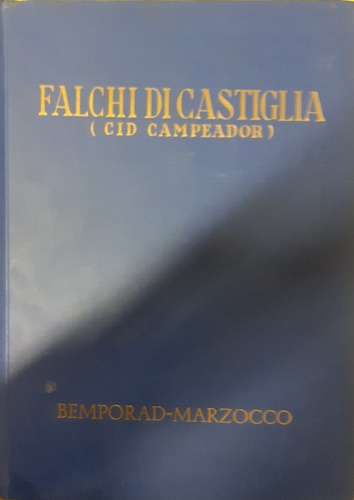 FALCHI DI CASTIGLIA
( CID CAMPEADOR )
BEMPORAD-MARZOCCO